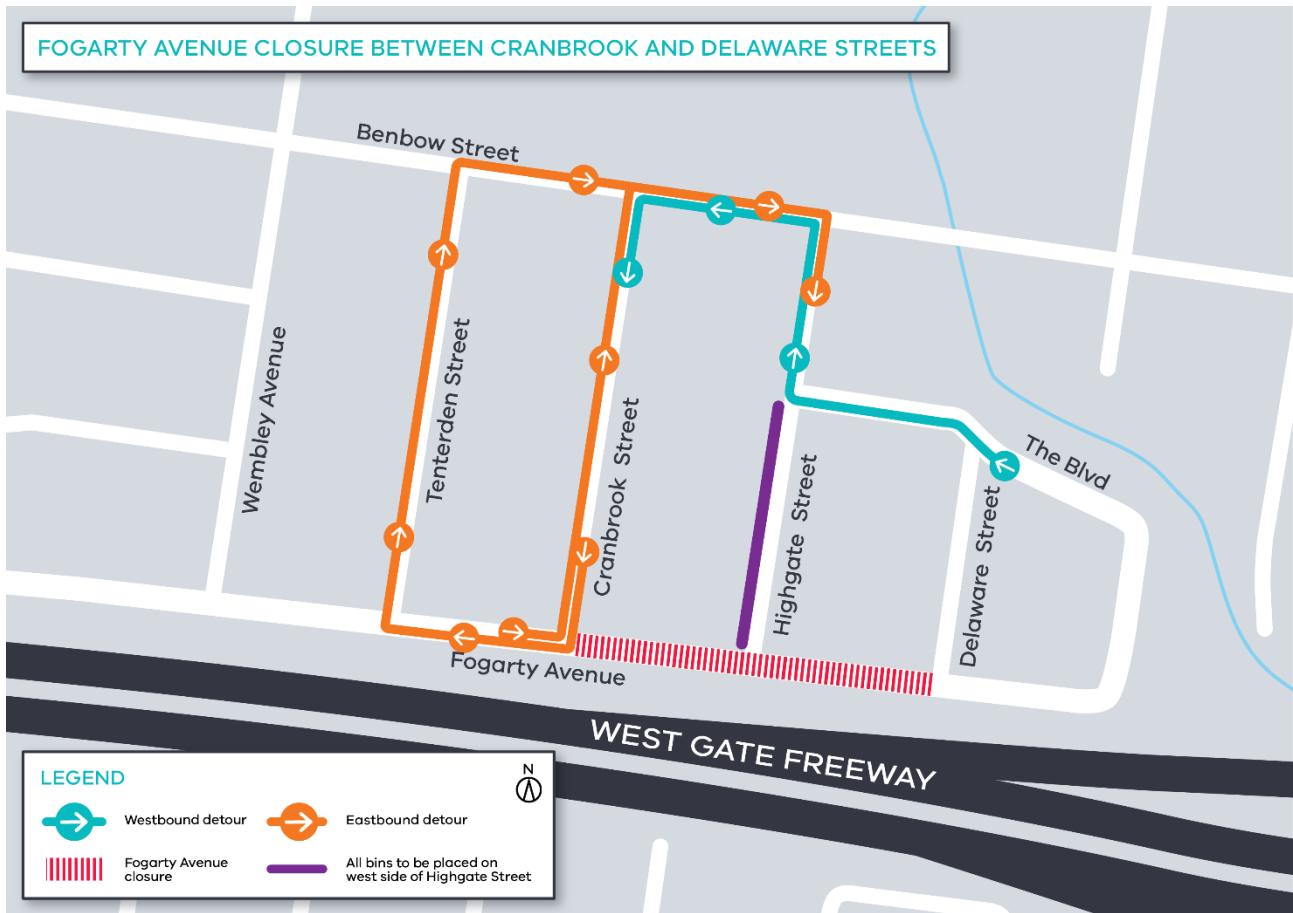 FOGARTY AVENUE CLOSURE BETWEEN CRANBROOK AND DELAWARE STREETS
Benbow Street
Wembley Avenue
Tenterden Street
Cranbrook Street
Highgate Street
Delaware Street
The Blvd
Fogarty Avenue
WEST GATE FREEWAY
LEGEND
N
Westbound detour
Eastbound detour
Fogarty Avenue
closure
All bins to be placed on
west side of Highgate Street